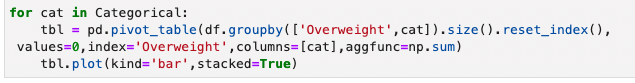 for cat in Categorical:
    tbl = pd.pivot_table(df.groupby(['Overweight',cat]).size().reset_index(),
 values=0,index='Overweight',columns=[cat],aggfunc=np.sum)
    tbl.plot(kind='bar',stacked=True)